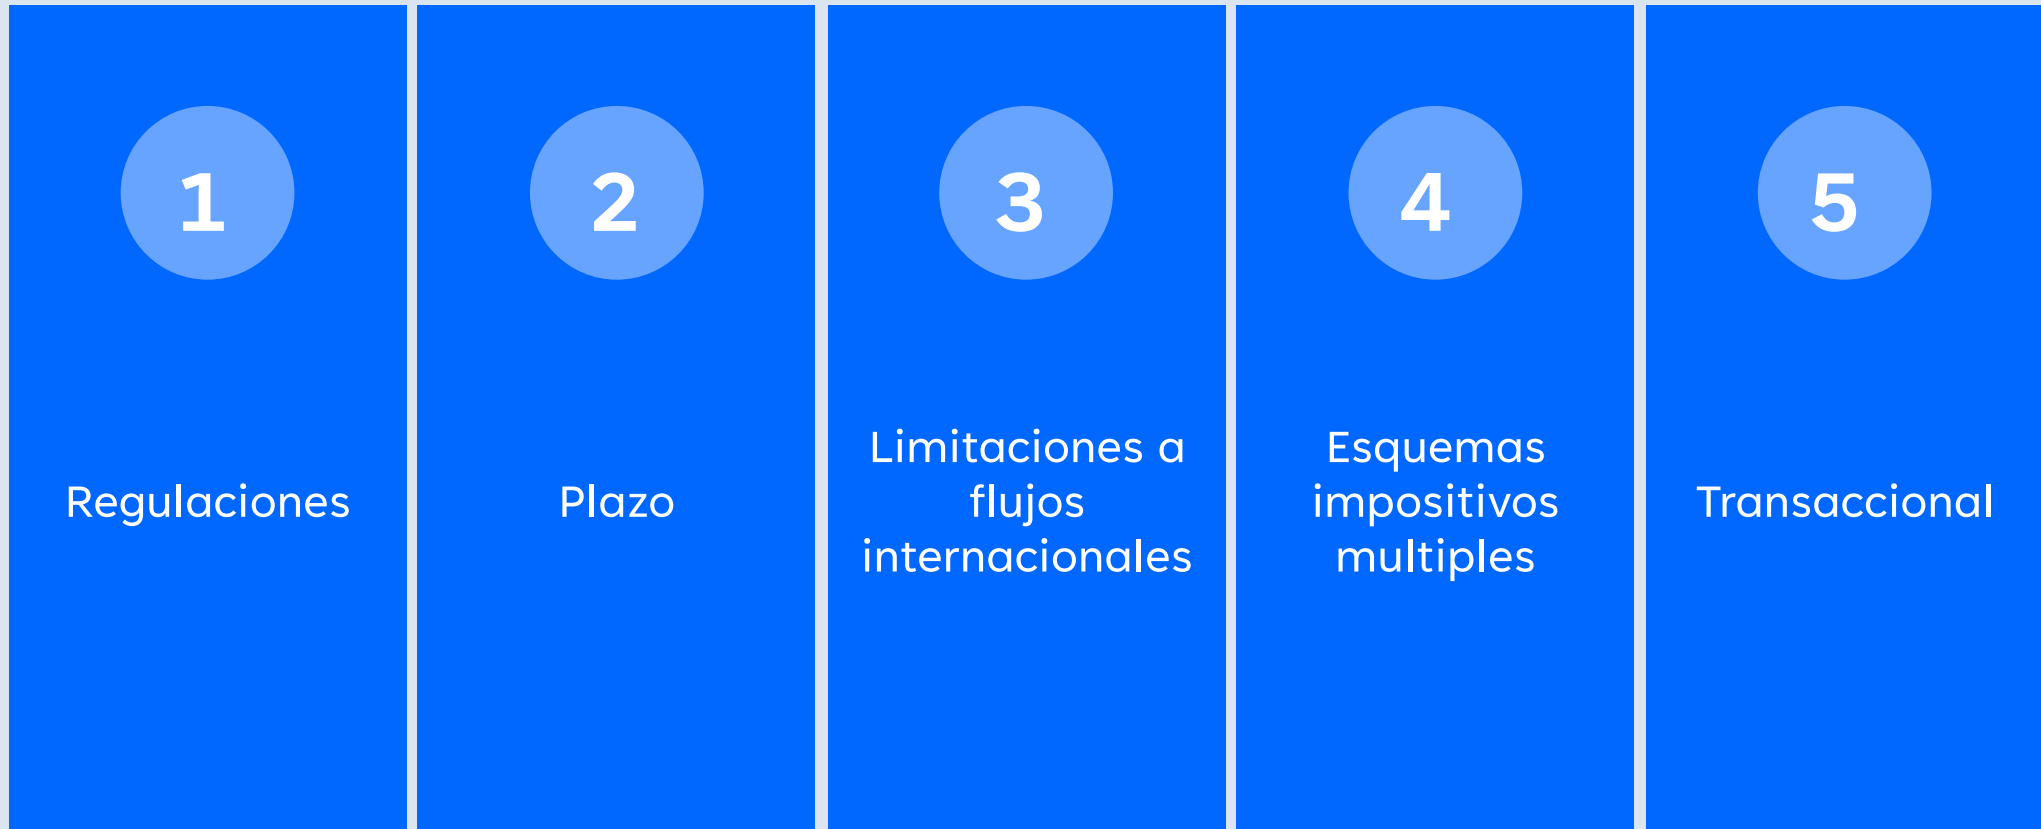 1
Regulaciones
2
Plazo
3
Limitaciones a
flujos
internacionales
4
Esquemas
impositivos
multiples
5
Transaccional